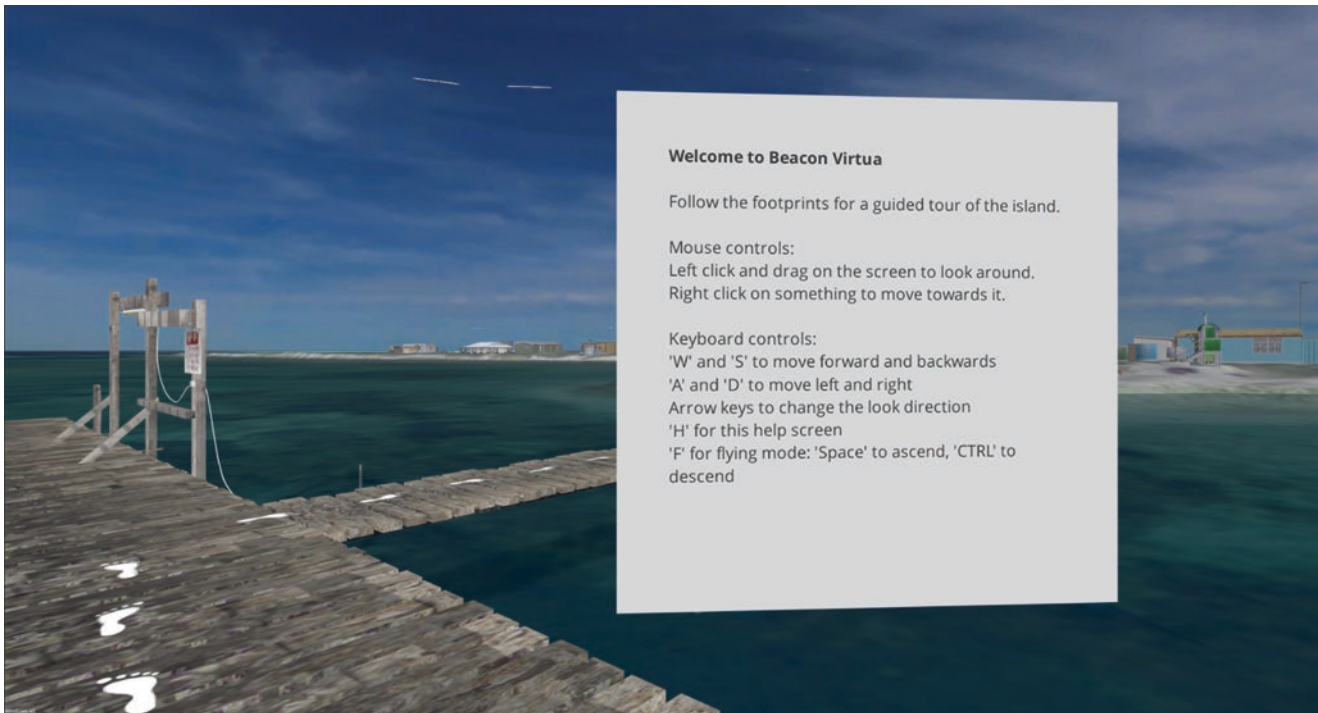 Welcome to Beacon Virtua
Follow the footprints for a guided tour of the island.
Mouse controls:
Left click and drag on the screen to look around.
Right click on something to move towards it.
Keyboard controls:
'W' and 'S' to move forward and backwards
'A' and 'D' to move left and right
Arrow keys to change the look direction
'H' for this help screen
'F' for flying mode: 'Space' to ascend, 'CTRL' to
descend